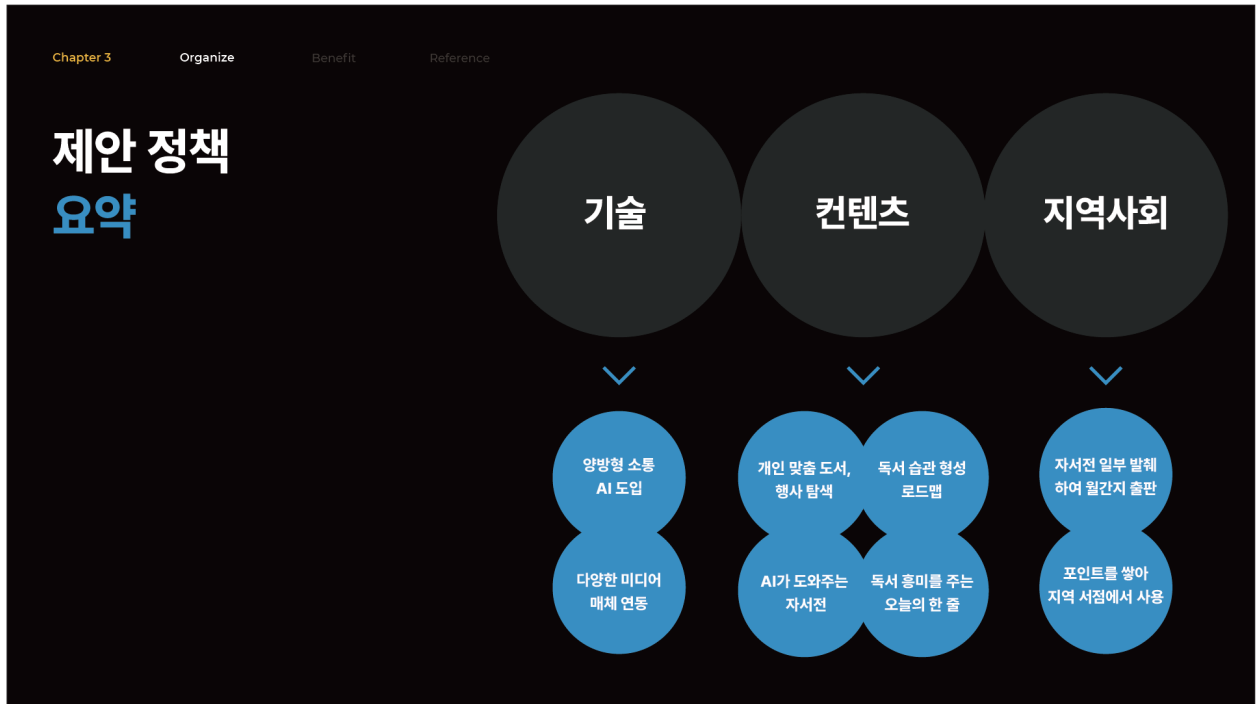 Chapter 3
Organize
Benefit
Reference
제안 정책
요약
기술
컨텐츠
지역사회
양방형 소통
AI 도입
다양한 미디어
매체 연동
개인 맞춤 도서,
행사 탐색
독서 습관 형성
로드맵
AI가 도와주는
자서전
독서 흥미를 주는
오늘의 한 줄
자서전 일부 발췌
하여 월간지 출판
포인트를 쌓아
지역 서점에서 사용